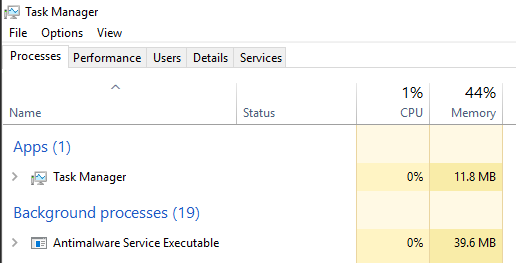 Task Manager
File Options View
Processes Performance Users Details Services
1% 44%
Name Status CPU Memory
Apps (1)
Task Manager 0% 11.8 MB
Background processes (19)
Antimalware Service Executable 0% 39.6 MB